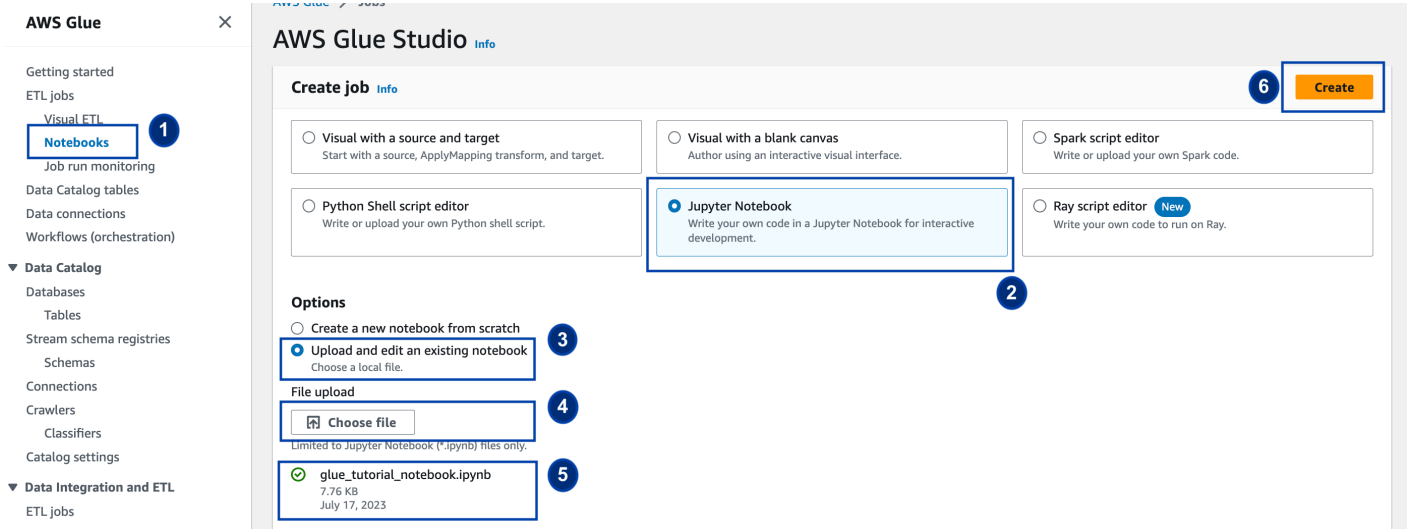 AWS Glue
Getting started
ETL jobs
Visual ETL
Notebooks
1
Job run monitoring
Data Catalog tables
Data connections
Workflows (orchestration)
Data Catalog
Databases
Tables
Stream schema registries
Schemas
Connections
Crawlers
Classifiers
Catalog settings
Data Integration and ETL
ETL jobs
AWS Glue > Jobs
AWS Glue Studio Info
Create job Info
6
Create
Visual with a source and target
Start with a source, ApplyMapping transform, and target.
Visual with a blank canvas
Author using an interactive visual interface.
Spark script editor
Write or upload your own Spark code.
Python Shell script editor
Write or upload your own Python shell script.
Jupyter Notebook
Write your own code in a Jupyter Notebook for interactive
development.
Ray script editor New
Write your own code to run on Ray.
2
Options
Create a new notebook from scratch
3
Upload and edit an existing notebook
Choose a local file.
File upload
4
Choose file
Limited to Jupyter Notebook (*.ipynb) files only.
5
glue_tutorial_notebook.ipynb
7.76 KB
July 17, 2023